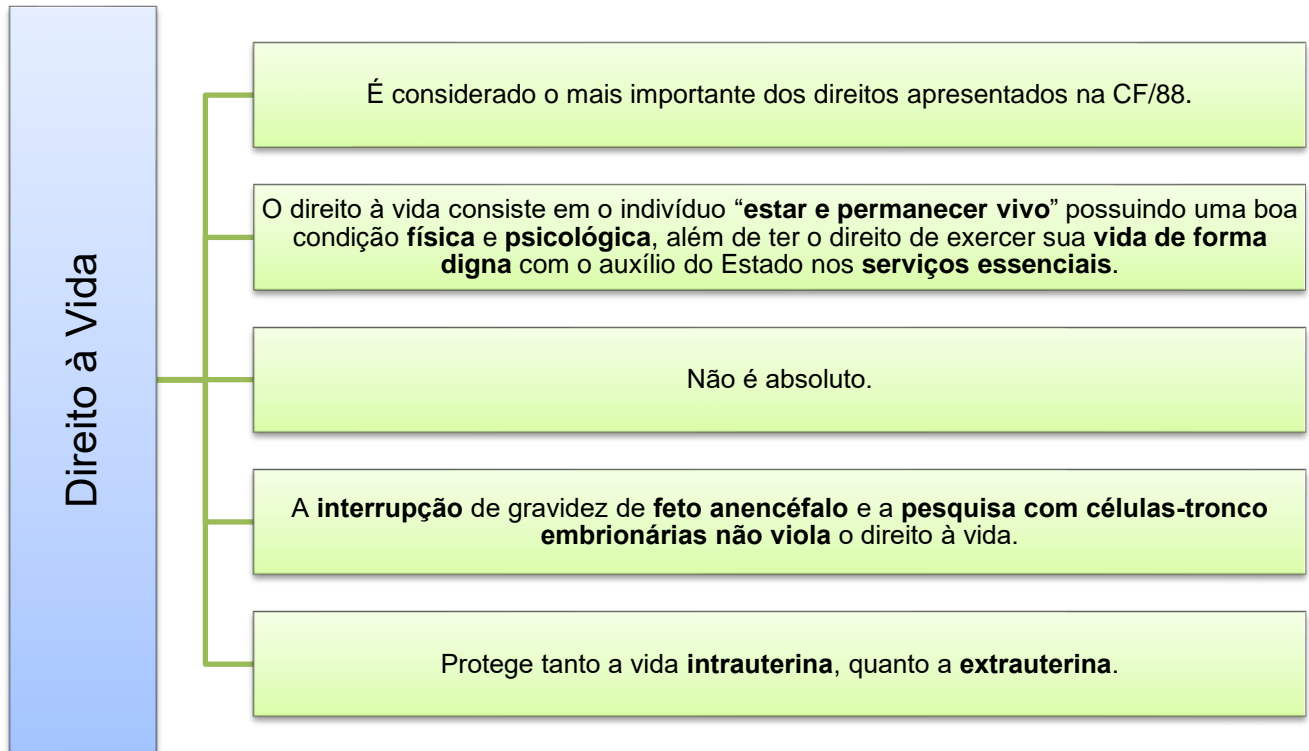 Direito à Vida
É considerado o mais importante dos direitos apresentados na CF/88.
O direito à vida consiste em o indivíduo “estar e permanecer vivo” possuindo uma boa
condição física e psicológica, além de ter o direito de exercer sua vida de forma
digna com o auxílio do Estado nos serviços essenciais.
Não é absoluto.
A interrupção de gravidez de feto anencéfalo e a pesquisa com células-tronco
embrionárias não viola o direito à vida.
Protege tanto a vida intrauterina, quanto a extrauterina.